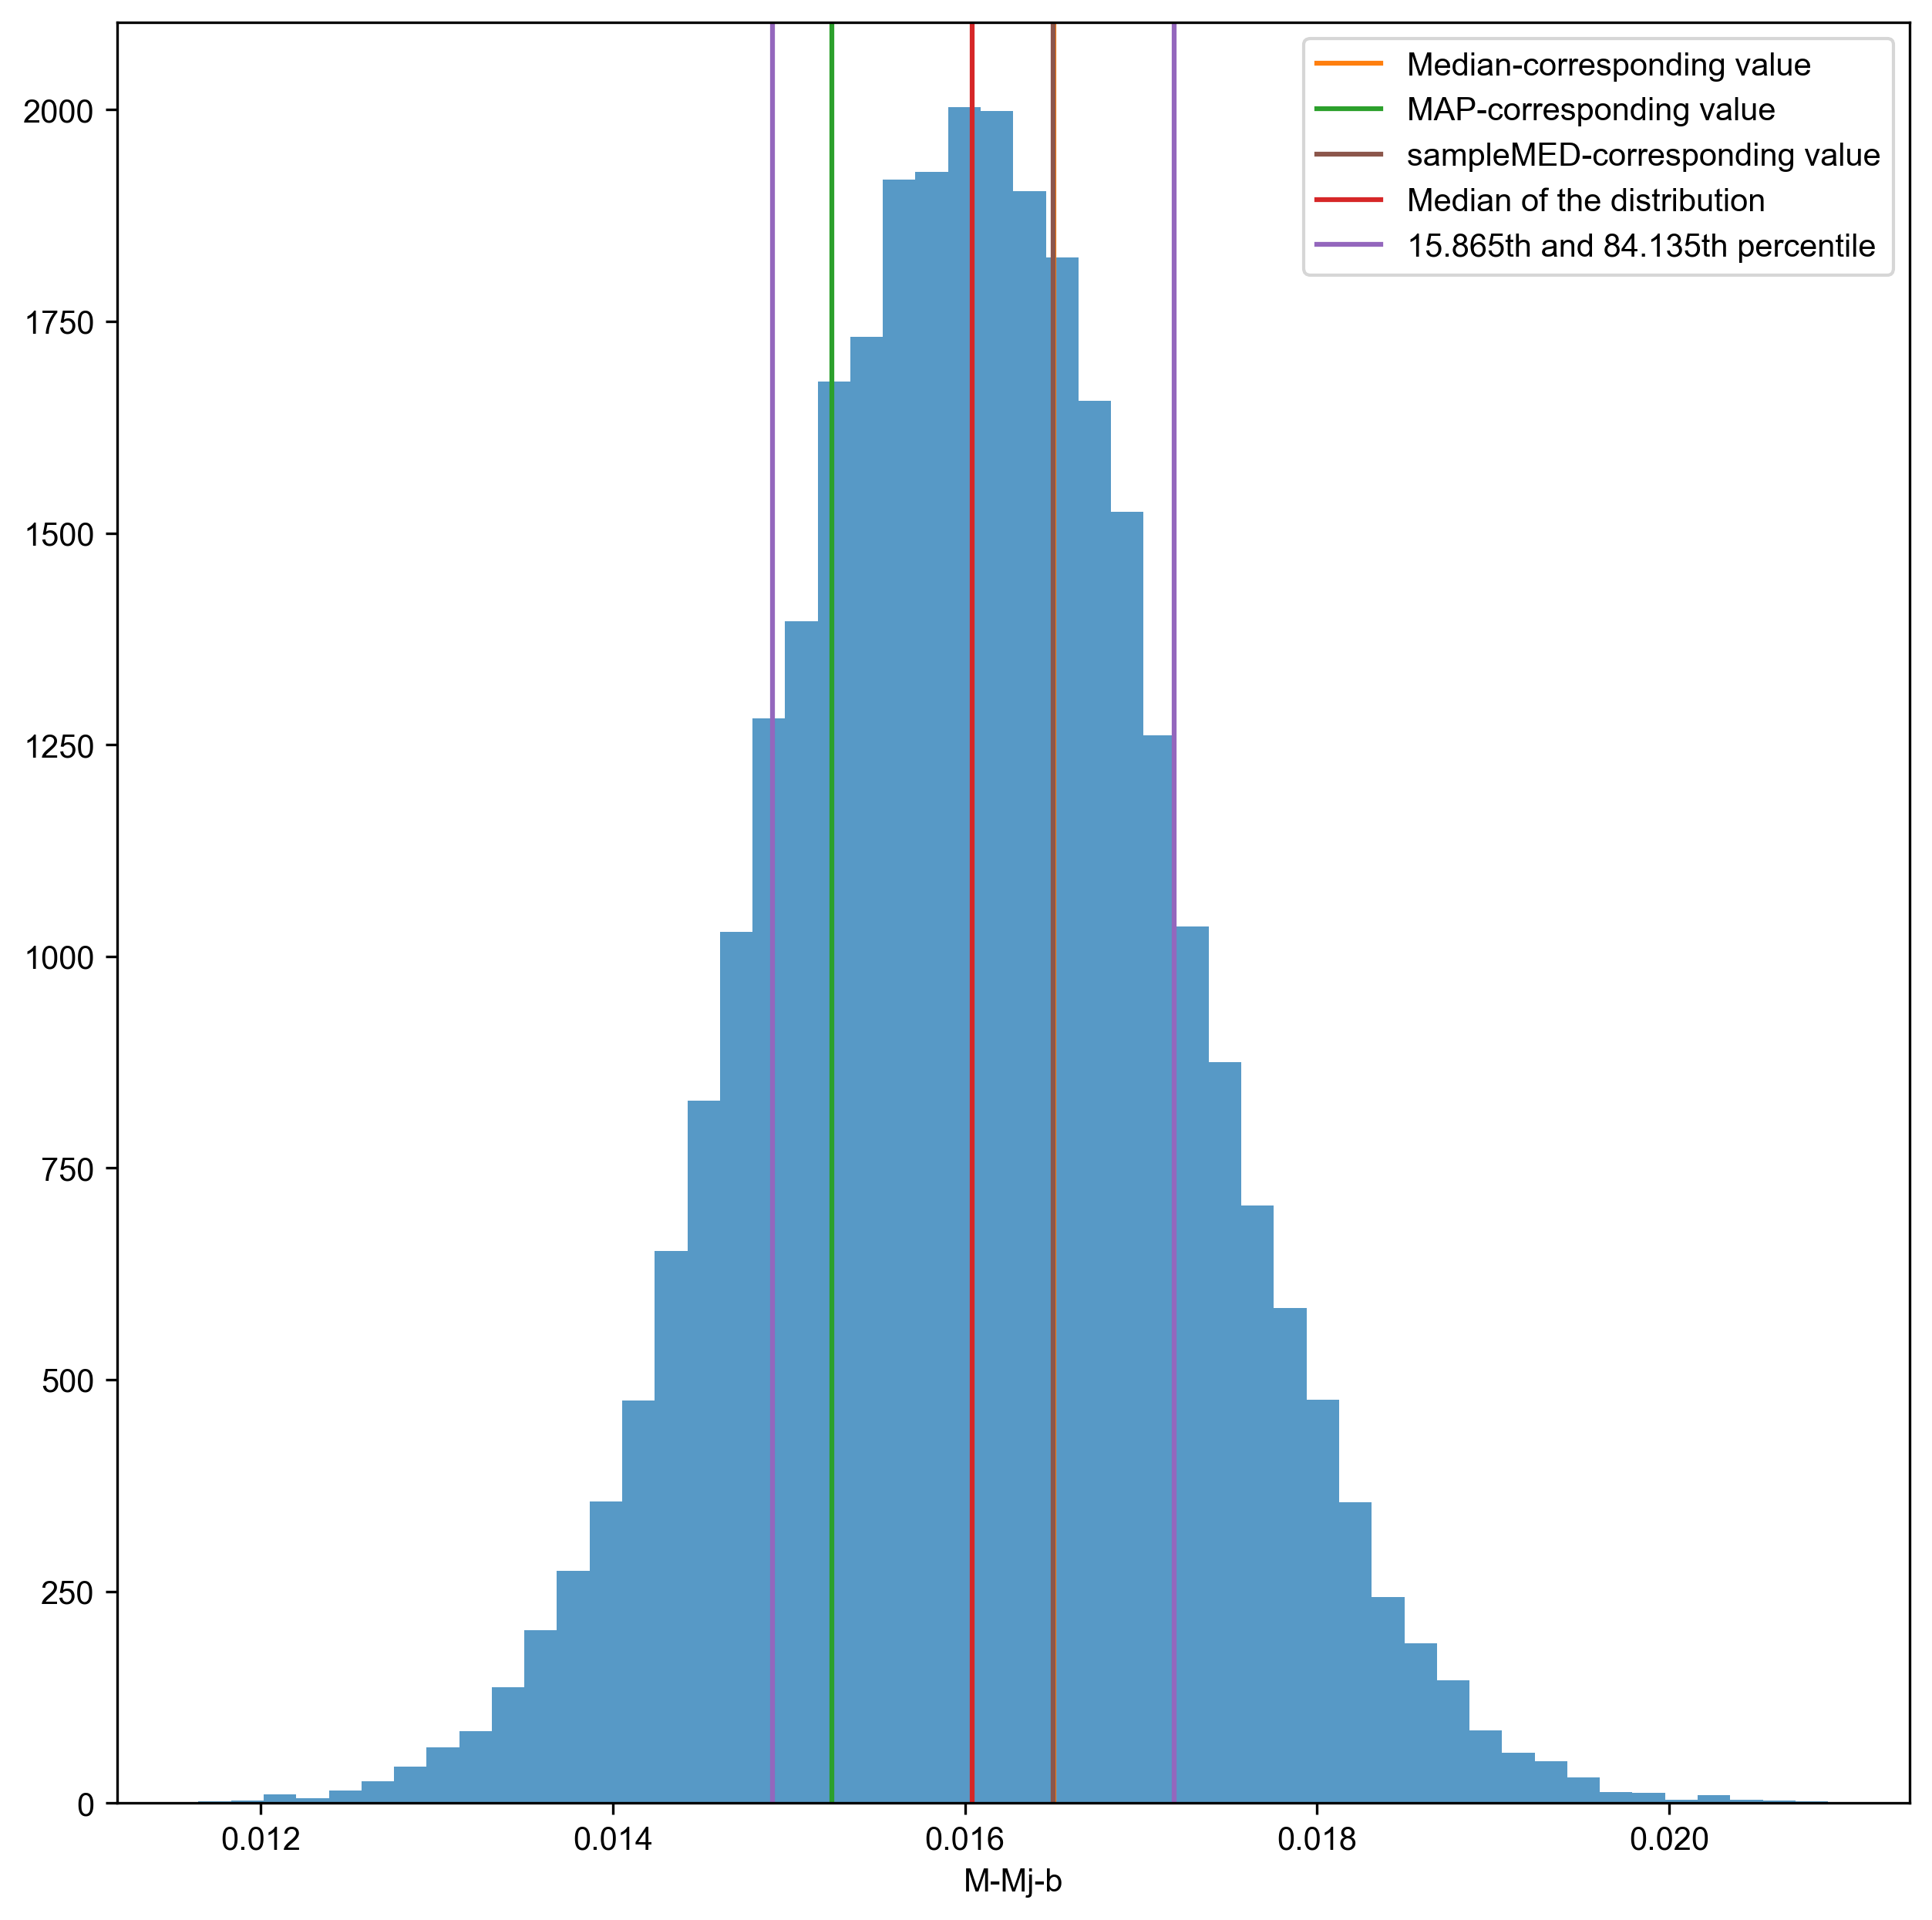 Median-corresponding value
MAP-corresponding value
sampleMED-corresponding value
Median of the distribution
15.865th and 84.135th percentile
2000
1750
1500
1250
1000
750
500
250
0
0.012 0.014 0.016 0.018 0.020
M-Mj-b